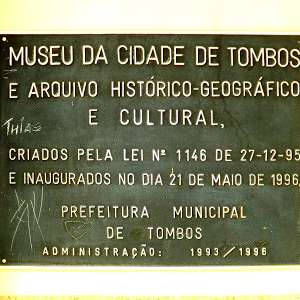 MUSEU DA CIDADE DE TOMBOS
E ARQUIVO HISTÓRICO-GEOGRÁFICO
E CULTURAL,
CRIADOS PELA LEI Nº 1146 DE 27-12-95
E INAUGURADOS NO DIA 21 DE MAIO DE 1996.
PREFEITURA MUNICIPAL
DE TOMBOS
ADMINISTRAÇÃO: 1993/1996